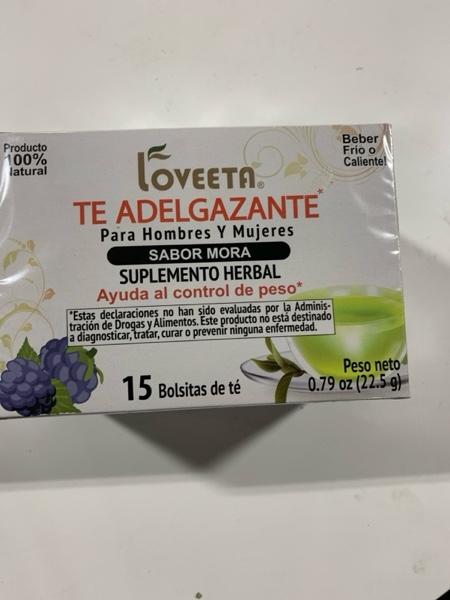 Producto
100%
Natural
Beber
Frio o
Caliente!
LOVEETA®
TE ADELGAZANTE*
Para Hombres Y Mujeres
SABOR MORA
SUPLEMENTO HERBAL
Ayuda al control de peso*
*Estas declaraciones no han sido evaluadas por la Adminis-
tración de Drogas y Alimentos. Este producto no está destinado
a diagnosticar, tratar, curar o prevenir ninguna enfermedad.
15 Bolsitas de té
Peso neto
0.79 oz (22.5 g)